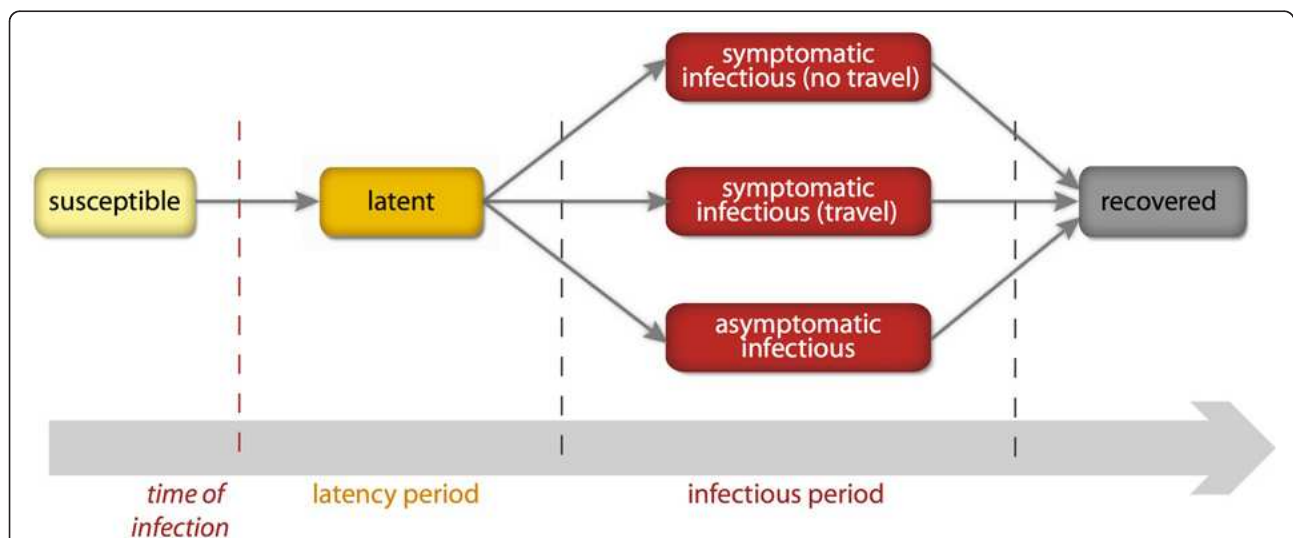 susceptible
latent
symptomatic
infectious (no travel)
symptomatic
infectious (travel)
asymptomatic
infectious
recovered
time of
infection
latency period
infectious period